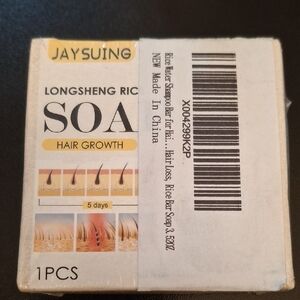 JAYSUING
LONGSHENG RIC
SOA
HAIR GROWTH
5 days
1PCS
Rice Water Shampoo Bar for Hai...Hair Loss, Rice Bar Soap 3.52OZ
NEW Made In China
X004299K2P